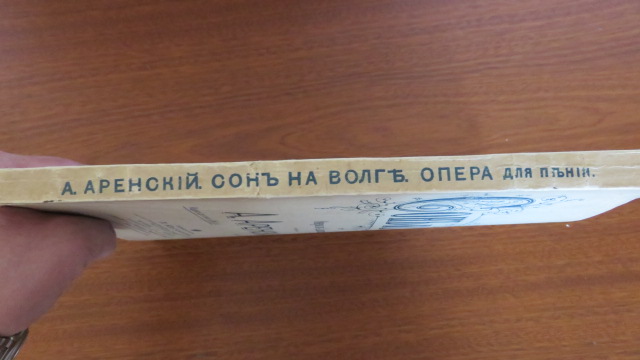 А. АРЕНСКІЙ. СОНЪ НА ВОЛГѢ. ОПЕРА ДЛЯ ПѢНІЯ.